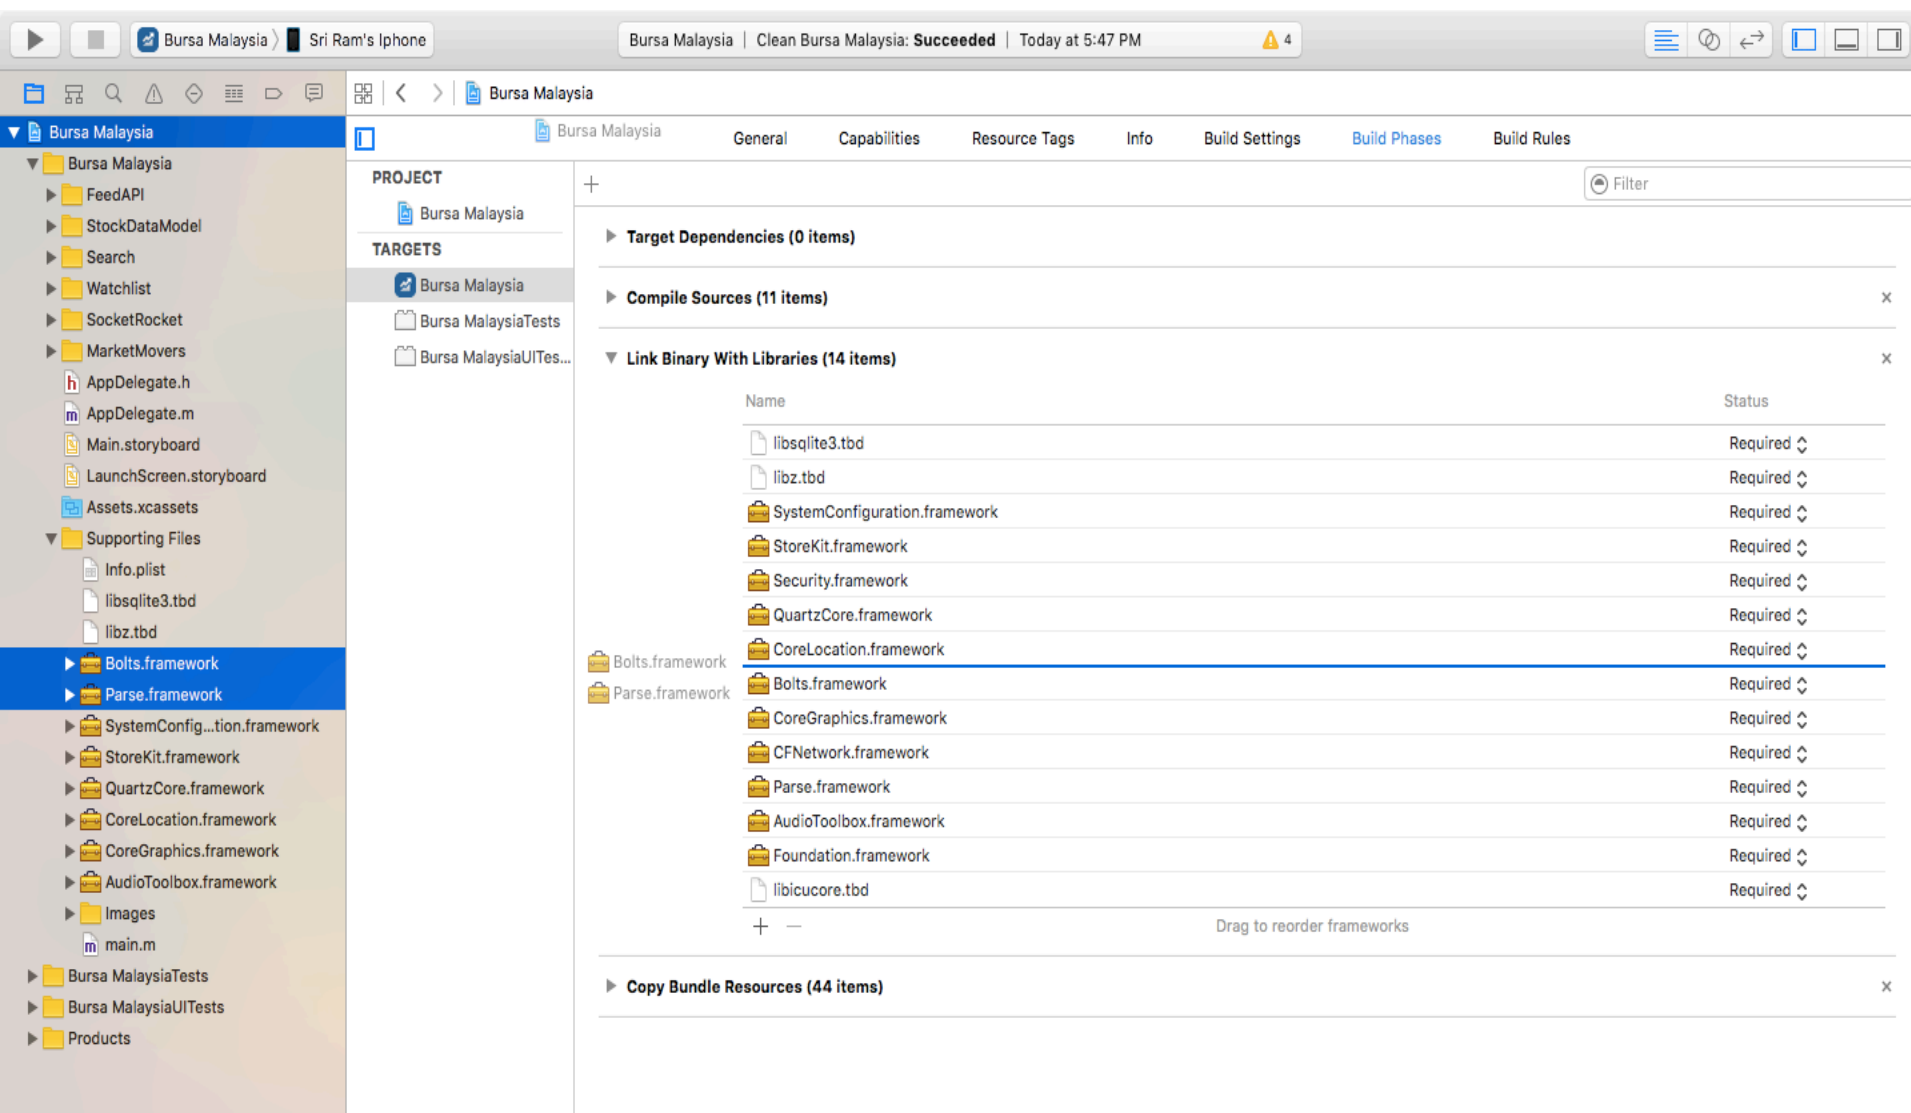 Bursa Malaysia
Sri Ram's Iphone
Bursa Malaysia | Clean Bursa Malaysia: Succeeded | Today at 5:47 PM
4
Bursa Malaysia
Bursa Malaysia
Bursa Malaysia
FeedAPI
StockDataModel
Search
Watchlist
SocketRocket
MarketMovers
AppDelegate.h
AppDelegate.m
Main.storyboard
LaunchScreen.storyboard
Assets.xcassets
Supporting Files
Info.plist
libsqlite3.tbd
libz.tbd
Bolts.framework
Parse.framework
SystemConfig...tion.framework
StoreKit.framework
QuartzCore.framework
CoreLocation.framework
CoreGraphics.framework
AudioToolbox.framework
Images
main.m
Bursa MalaysiaTests
Bursa MalaysiaUITests
Products
Bursa Malaysia
General
Capabilities
Resource Tags
Info
Build Settings
Build Phases
Build Rules
PROJECT
Bursa Malaysia
TARGETS
Bursa Malaysia
Bursa MalaysiaTests
Bursa MalaysiaUITes...
Filter
Target Dependencies (0 items)
Compile Sources (11 items)
Link Binary With Libraries (14 items)
Name Status
libsqlite3.tbd Required
libz.tbd Required
SystemConfiguration.framework Required
StoreKit.framework Required
Security.framework Required
QuartzCore.framework Required
CoreLocation.framework Required
Bolts.framework
Parse.framework
Bolts.framework Required
CoreGraphics.framework Required
CFNetwork.framework Required
Parse.framework Required
AudioToolbox.framework Required
Foundation.framework Required
libicucore.tbd Required
Drag to reorder frameworks
Copy Bundle Resources (44 items)